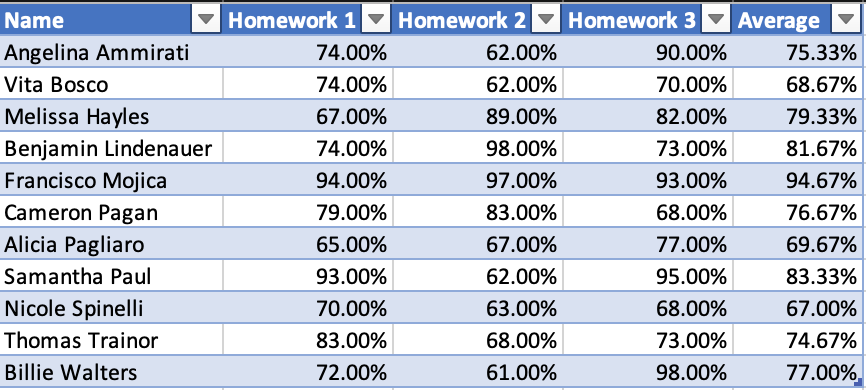 Name Homework 1 Homework 2 Homework 3 Average
Angelina Ammirati 74.00% 62.00% 90.00% 75.33%
Vita Bosco 74.00% 62.00% 70.00% 68.67%
Melissa Hayles 67.00% 89.00% 82.00% 79.33%
Benjamin Lindenauer 74.00% 98.00% 73.00% 81.67%
Francisco Mojica 94.00% 97.00% 93.00% 94.67%
Cameron Pagan 79.00% 83.00% 68.00% 76.67%
Alicia Pagliaro 65.00% 67.00% 77.00% 69.67%
Samantha Paul 93.00% 62.00% 95.00% 83.33%
Nicole Spinelli 70.00% 63.00% 68.00% 67.00%
Thomas Trainor 83.00% 68.00% 73.00% 74.67%
Billie Walters 72.00% 61.00% 98.00% 77.00%